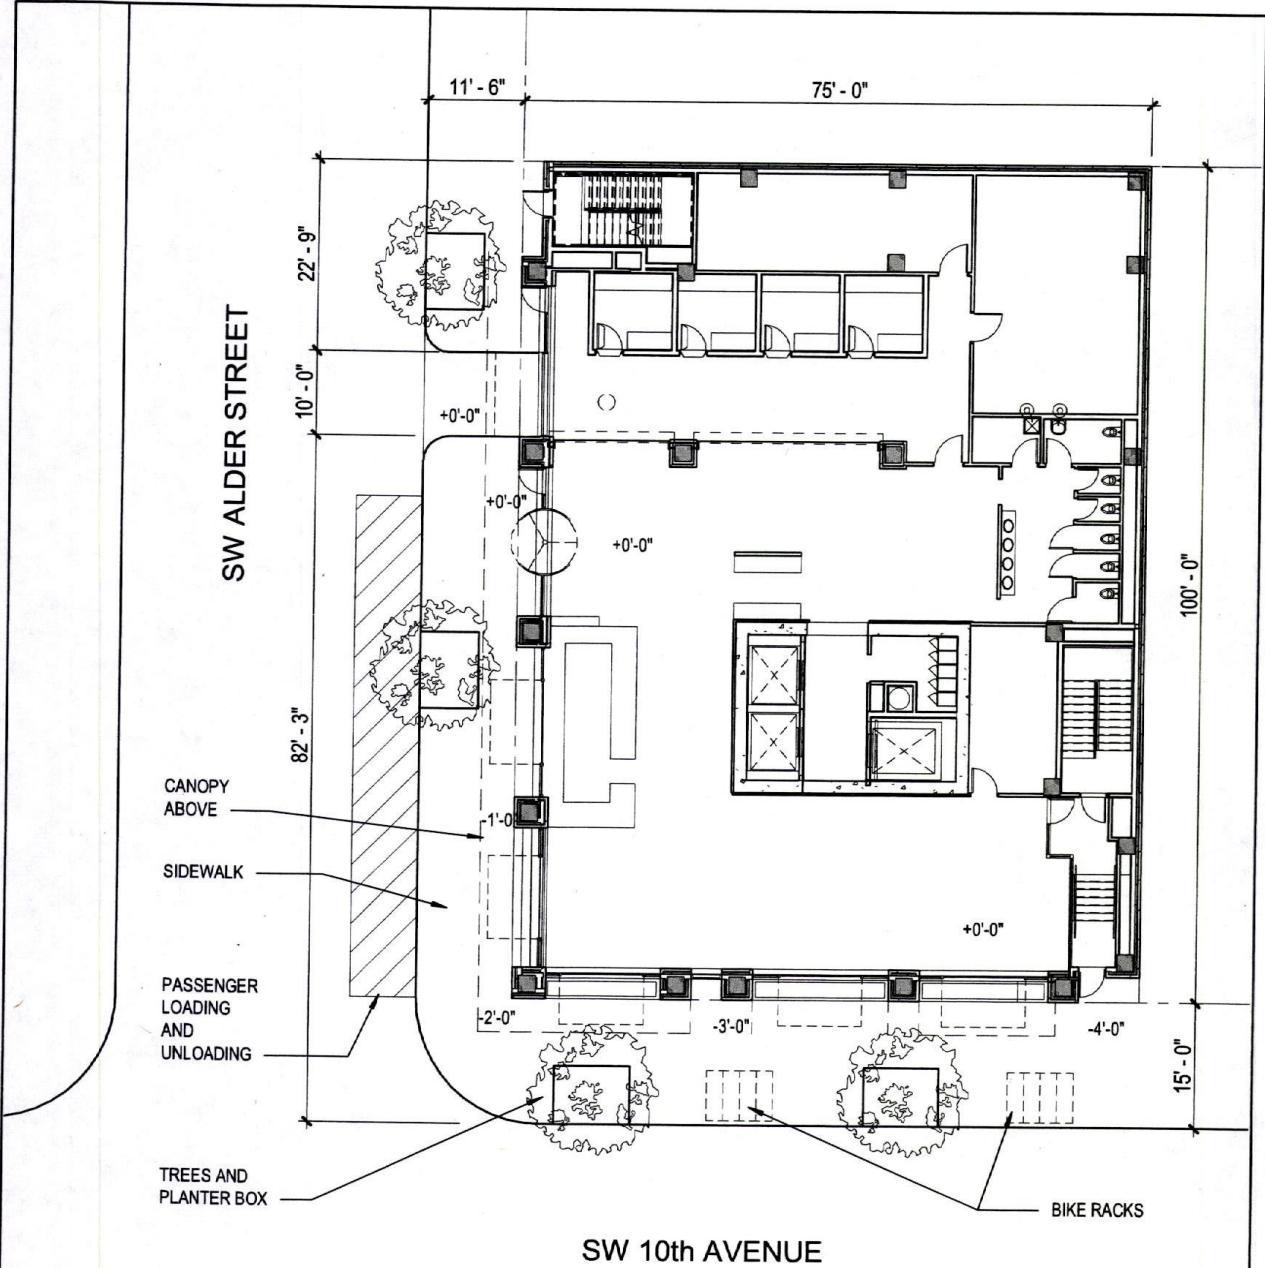 11' - 6"
75' - 0"
22' - 9"
10' - 0"
82' - 3"
SW ALDER STREET
+0'-0"
+0'-0"
+0'-0"
100' - 0"
CANOPY
ABOVE
-1'-0
SIDEWALK
+0'-0"
PASSENGER
LOADING
AND
UNLOADING
-2'-0"
-3'-0"
-4'-0"
15' - 0"
TREES AND
PLANTER BOX
BIKE RACKS
SW 10th AVENUE